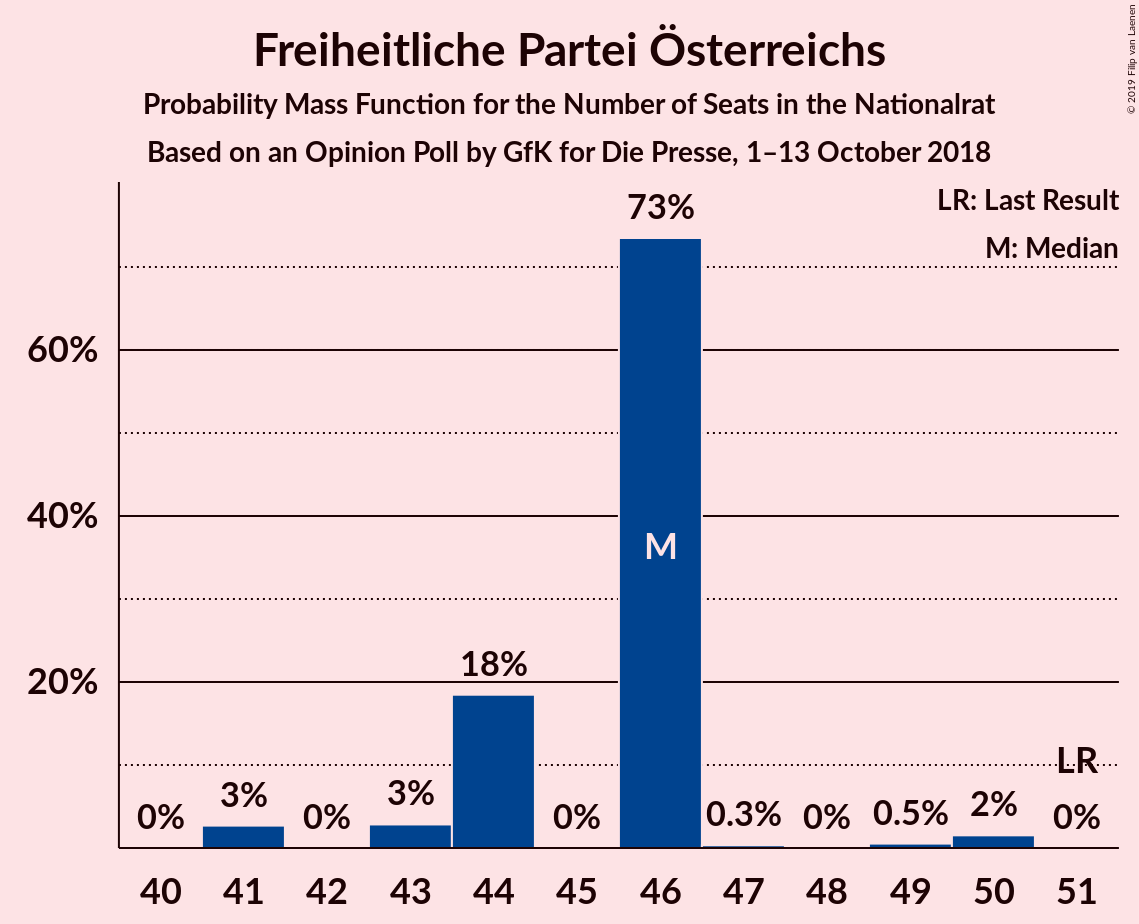 Freiheitliche Partei Österreichs
Probability Mass Function for the Number of Seats in the Nationalrat
Based on an Opinion Poll by GfK for Die Presse, 1–13 October 2018
© 2019 Filip van Laenen
LR: Last Result
M: Median
73%
60%
40%
M
18%
20%
LR
0%
3%
0%
3%
0%
0.3%
0%
0.5%
2%
0%
40 41 42 43 44 45 46 47 48 49 50 51